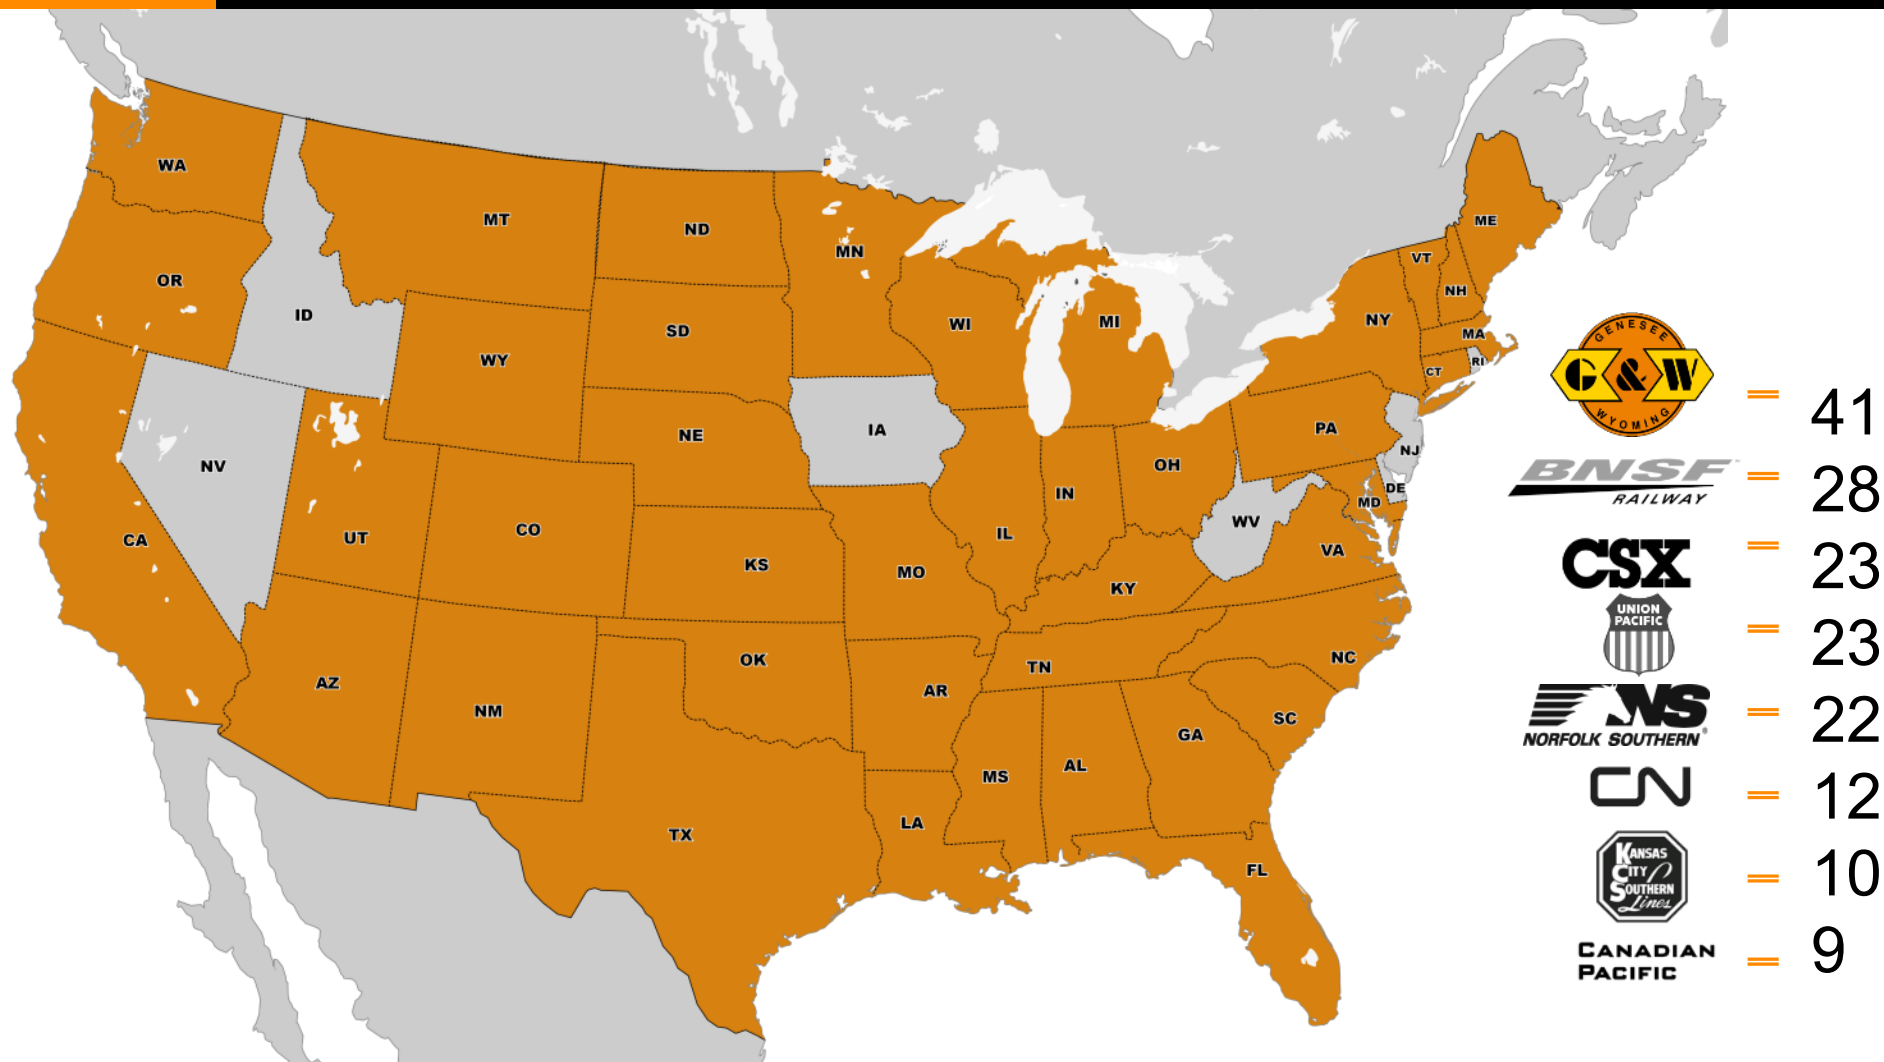 WA
OR
ID
MT
ND
MN
SD
WY
WI
MI
NV
UT
CA
CO
NE
IA
KS
MO
IL
IN
OH
KY
WV
VA
PA
NY
VT
NH
ME
MA
CT
RI
NJ
DE
MD
AZ
NM
OK
TX
AR
LA
TN
MS
AL
GA
SC
NC
FL
GENESEE
G&W
WYOMING
= 41
BNSF
RAILWAY
= 28
CSX
= 23
UNION
PACIFIC
= 23
NS
NORFOLK SOUTHERN®
= 22
CN
= 12
KANSAS
CITY
SOUTHERN
Lines
= 10
CANADIAN
PACIFIC
= 9